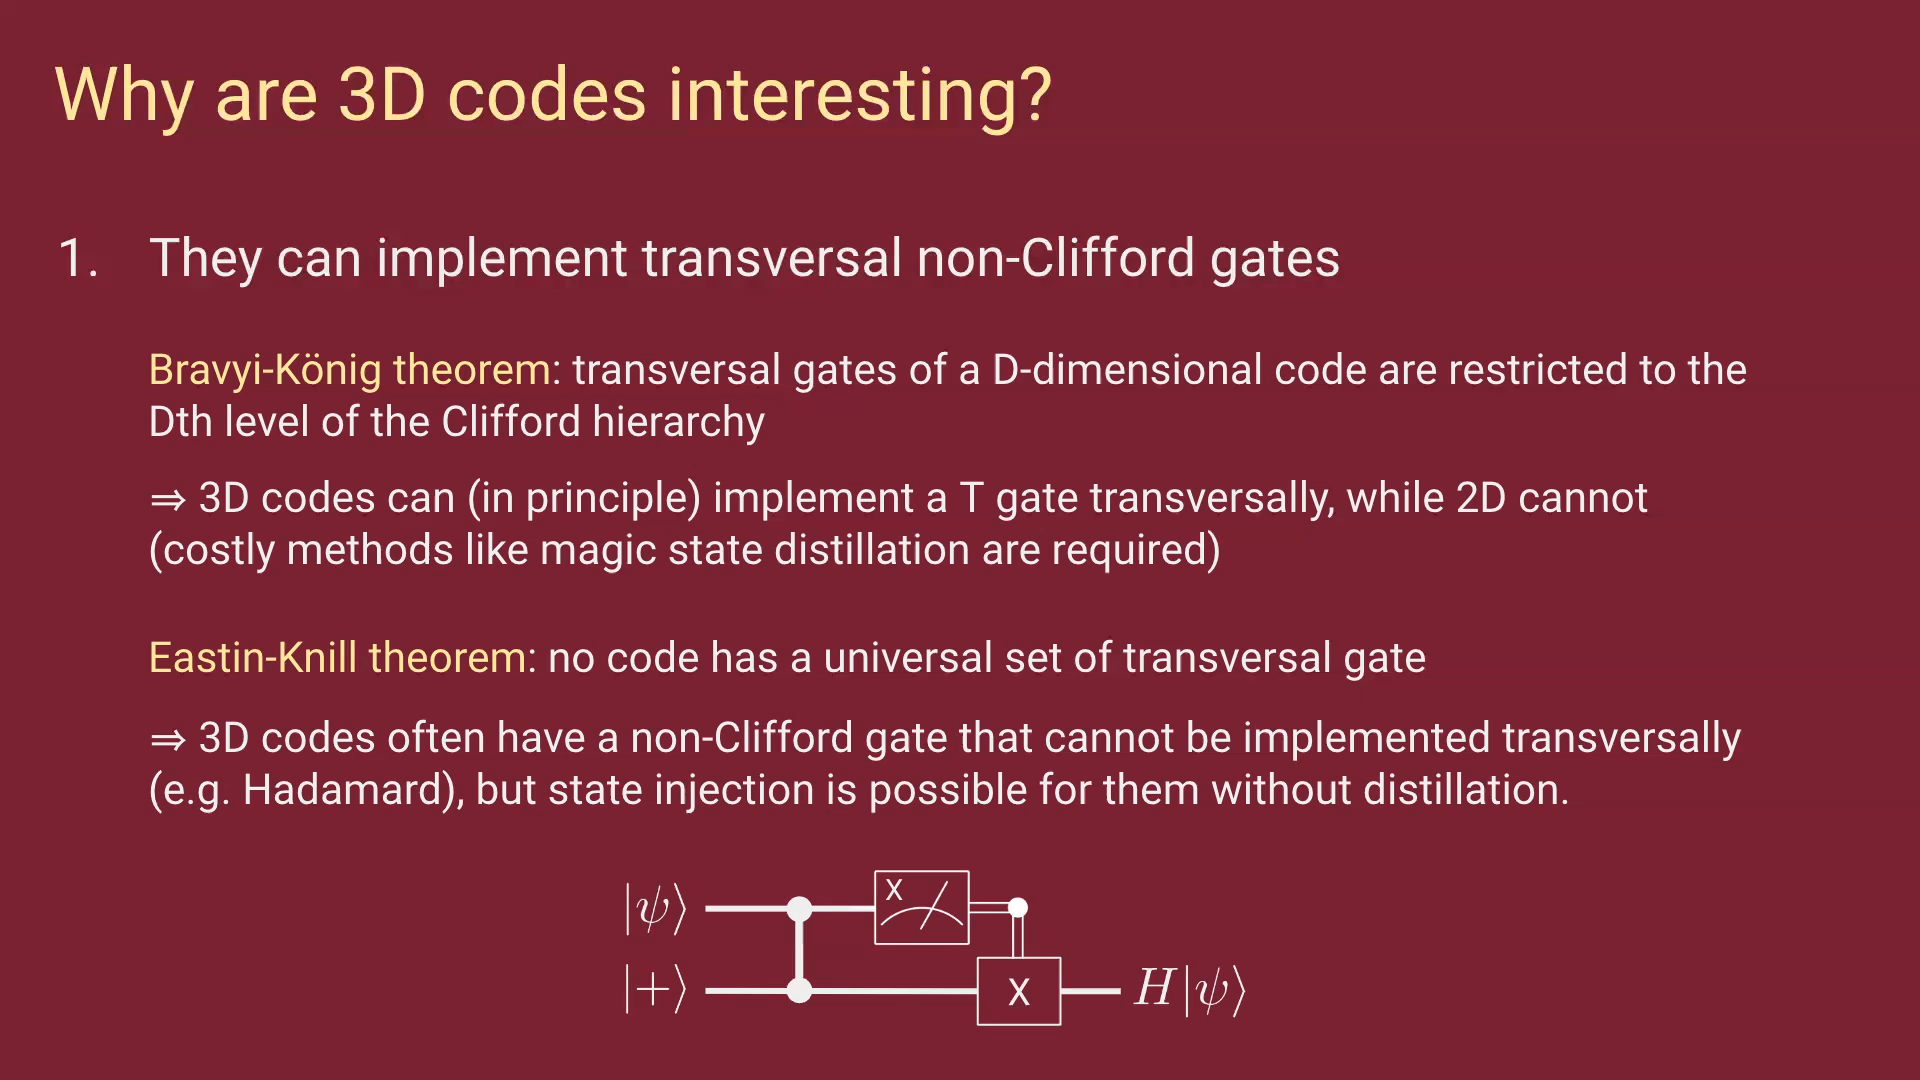 Why are 3D codes interesting?
1. They can implement transversal non-Clifford gates
Bravyi-König theorem: transversal gates of a D-dimensional code are restricted to the
Dth level of the Clifford hierarchy
⇒ 3D codes can (in principle) implement a T gate transversally, while 2D cannot
(costly methods like magic state distillation are required)
Eastin-Knill theorem: no code has a universal set of transversal gate
⇒ 3D codes often have a non-Clifford gate that cannot be implemented transversally
(e.g. Hadamard), but state injection is possible for them without distillation.
|ψ⟩ X
|+⟩ X H|ψ⟩